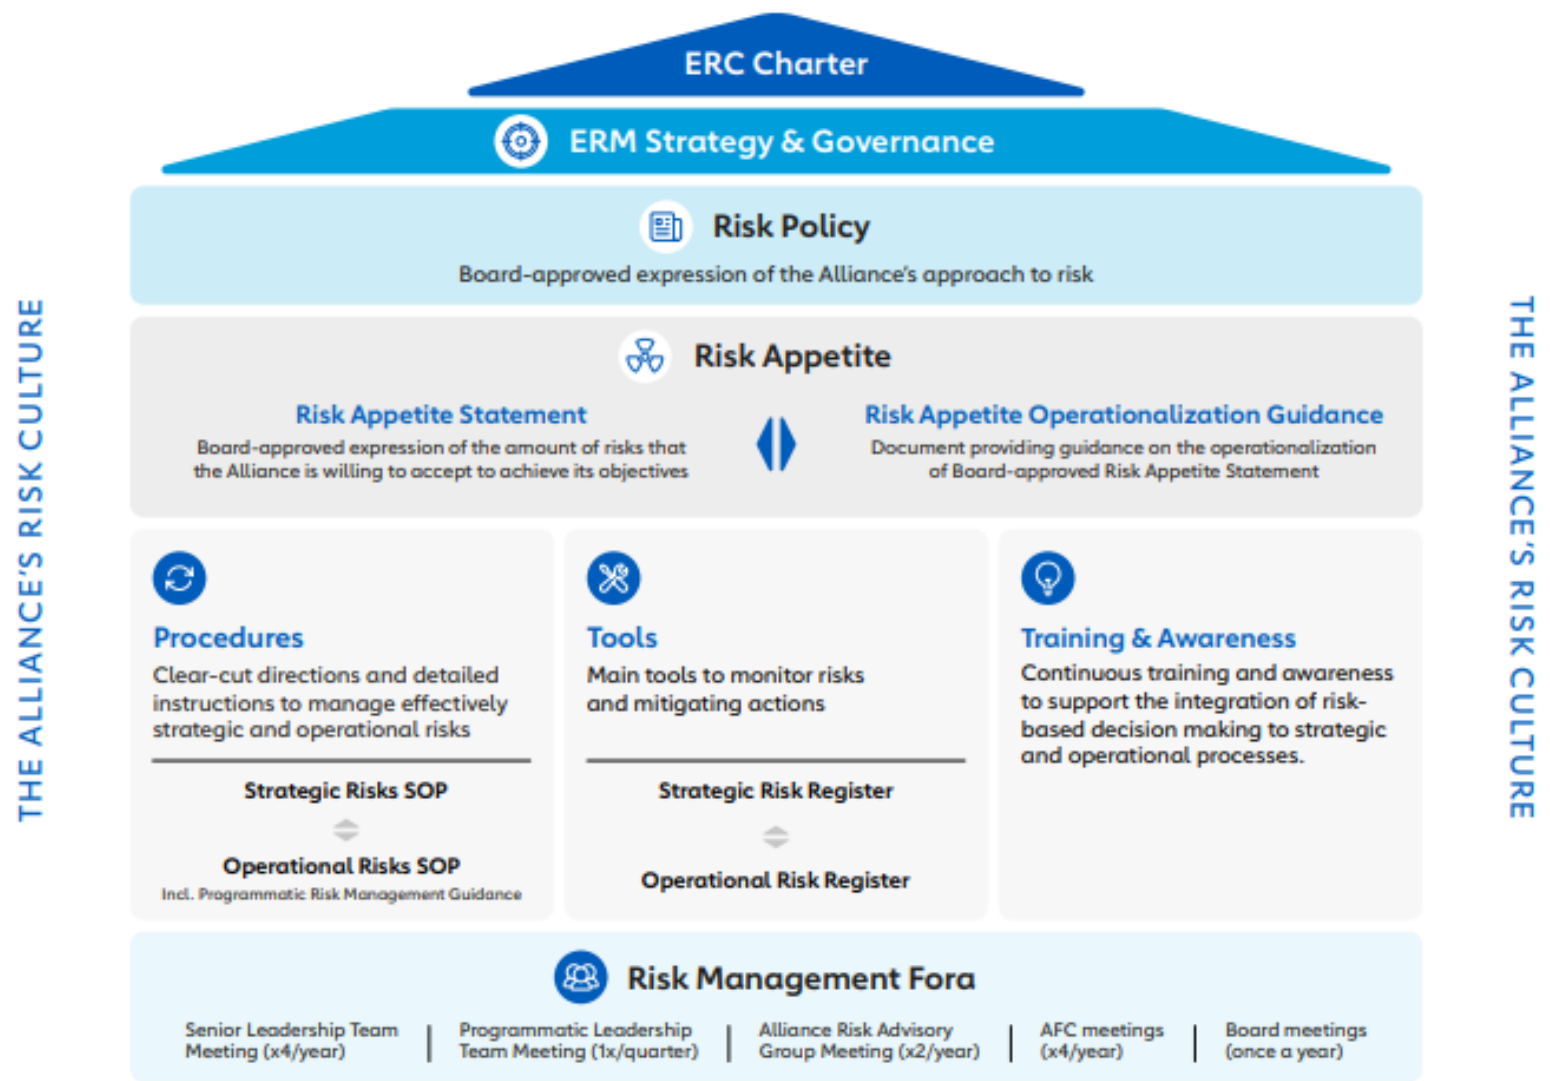 ERC Charter
ERM Strategy & Governance
Risk Policy
Board-approved expression of the Alliance's approach to risk
Risk Appetite
Risk Appetite Statement
Board-approved expression of the amount of risks that
the Alliance is willing to accept to achieve its objectives
Risk Appetite Operationalization Guidance
Document providing guidance on the operationalization
of Board-approved Risk Appetite Statement
Procedures
Clear-cut directions and detailed
instructions to manage effectively
strategic and operational risks
Strategic Risks SOP
Operational Risks SOP
Incl. Programmatic Risk Management Guidance
Tools
Main tools to monitor risks
and mitigating actions
Strategic Risk Register
Operational Risk Register
Training & Awareness
Continuous training and awareness
to support the integration of risk-
based decision making to strategic
and operational processes.
Risk Management Fora
Senior Leadership Team
Meeting (x4/year)
Programmatic Leadership
Team Meeting (1x/quarter)
Alliance Risk Advisory
Group Meeting (x2/year)
AFC meetings
(x4/year)
Board meetings
(once a year)
THE ALLIANCE'S RISK CULTURE
THE ALLIANCE'S RISK CULTURE